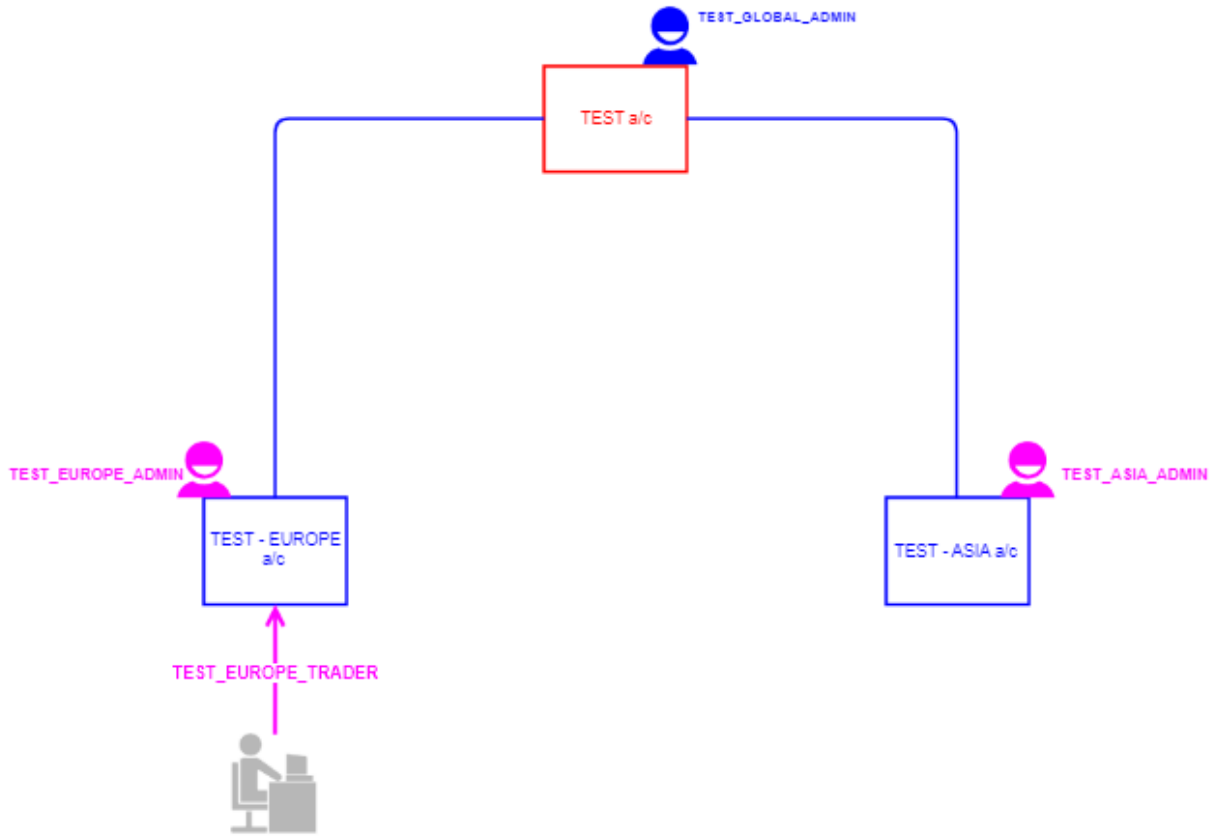 TEST_GLOBAL_ADMIN
TEST a/c
TEST_EUROPE_ADMIN
TEST_ASIA_ADMIN
TEST - EUROPE
a/c
TEST - ASIA a/c
TEST_EUROPE_TRADER